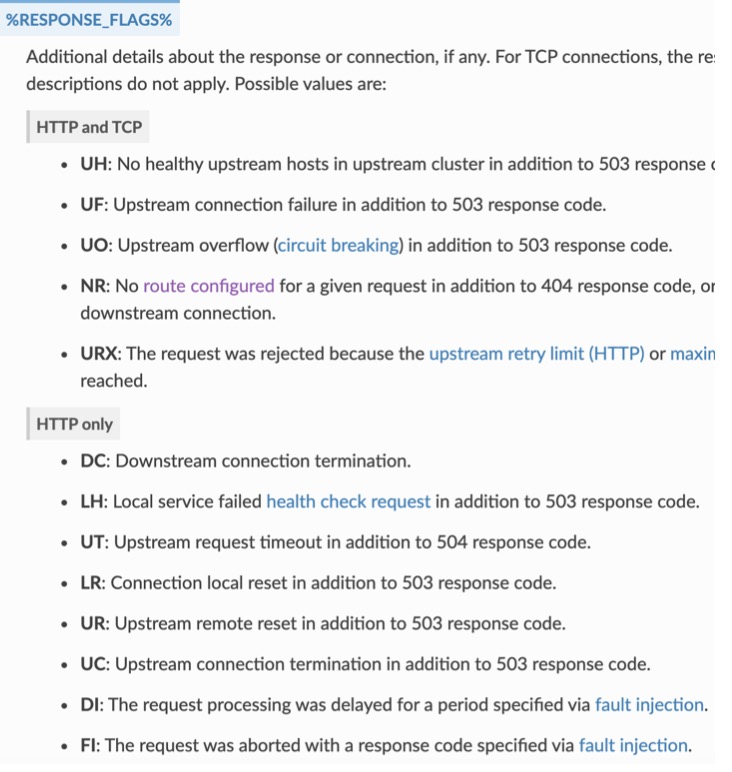 %RESPONSE_FLAGS%
Additional details about the response or connection, if any. For TCP connections, the
descriptions do not apply. Possible values are:
HTTP and TCP
• UH: No healthy upstream hosts in upstream cluster in addition to 503 response
• UF: Upstream connection failure in addition to 503 response code.
• UO: Upstream overflow (circuit breaking) in addition to 503 response code.
• NR: No route configured for a given request in addition to 404 response code, or
downstream connection.
• URX: The request was rejected because the upstream retry limit (HTTP) or
reached.
HTTP only
• DC: Downstream connection termination.
• LH: Local service failed health check request in addition to 503 response code.
• UT: Upstream request timeout in addition to 504 response code.
• LR: Connection local reset in addition to 503 response code.
• UR: Upstream remote reset in addition to 503 response code.
• UC: Upstream connection termination in addition to 503 response code.
• DI: The request processing was delayed for a period specified via fault injection.
• FI: The request was aborted with a response code specified via fault injection.